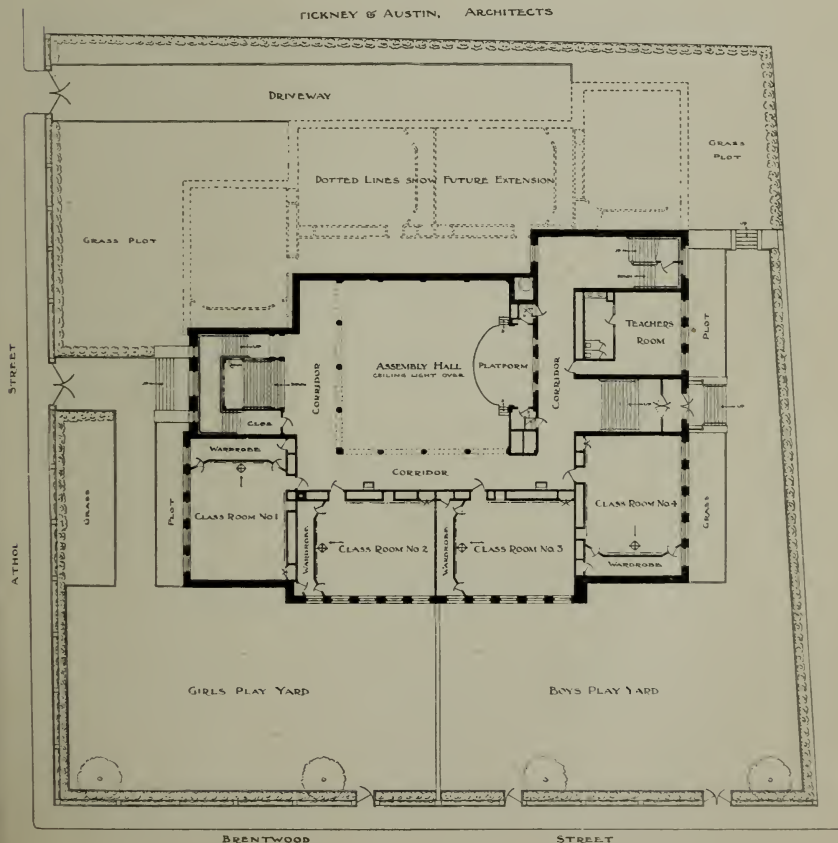 TICKNEY & AUSTIN, ARCHITECTS
DRIVEWAY
GRASS
PLOT
DOTTED LINES SHOW FUTURE EXTENSION
GRASS PLOT
TEACHERS
ROOM
PLOT
ASSEMBLY HALL
CEILING LIGHT OVER
PLATFORM
CORRIDOR
CORRIDOR
STREET
ATHOL
CLOS
WARDROBE
CORRIDOR
GRASS
PLOT
CLASS ROOM No 1
WARDROBE
CLASS ROOM No 2
WARDROBE
CLASS ROOM No. 3
CLASS ROOM No 4
WARDROBE
GRASS
GIRLS PLAY YARD
BOYS PLAY YARD
BRENTWOOD STREET